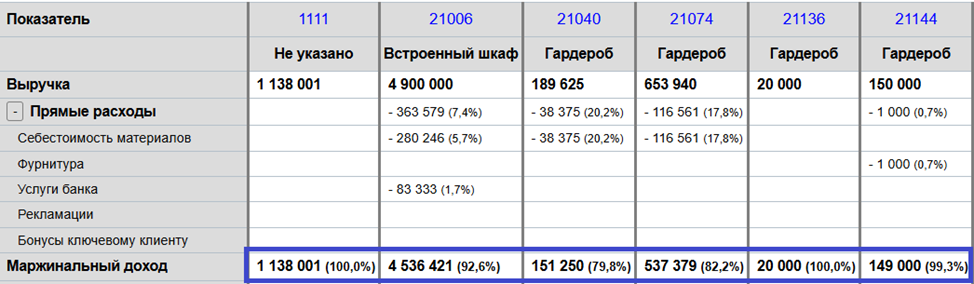 Показатель 1111 21006 21040 21074 21136 21144
Не указано Встроенный шкаф Гардероб Гардероб Гардероб Гардероб
Выручка 1 138 001 4 900 000 189 625 653 940 20 000 150 000
- Прямые расходы - 363 579 (7,4%) - 38 375 (20,2%) - 116 561 (17,8%) - 1 000 (0,7%)
Себестоимость материалов - 280 246 (5,7%) - 38 375 (20,2%) - 116 561 (17,8%)
Фурнитура - 1 000 (0,7%)
Услуги банка - 83 333 (1,7%)
Рекламации
Бонусы ключевому клиенту
Маржинальный доход 1 138 001 (100,0%) 4 536 421 (92,6%) 151 250 (79,8%) 537 379 (82,2%) 20 000 (100,0%) 149 000 (99,3%)